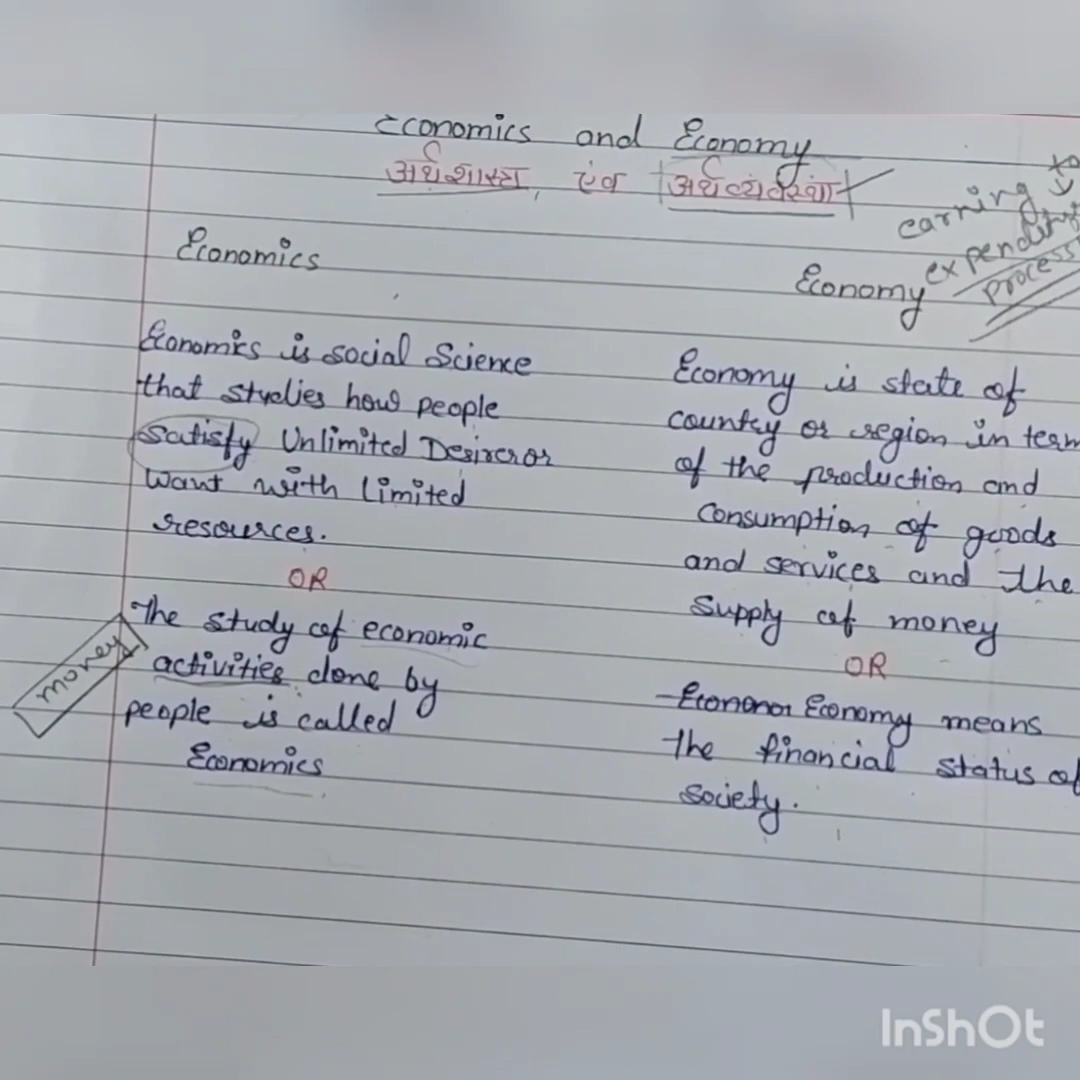 Economics and Economy
अर्थशास्त्र, एंव अर्थव्यवस्था
earning
expenditure
Process
Economics
Economics is social Science
that studies how people
satisfy Unlimited Desire or
want with limited
resources.
OR
The study of economic
activities done by
people is called
Economics
money
Economy
Economy is state of
country or region in term
of the production and
consumption of goods
and services and the
supply of money
OR
Economy means
the financial status of
society.
InShOt